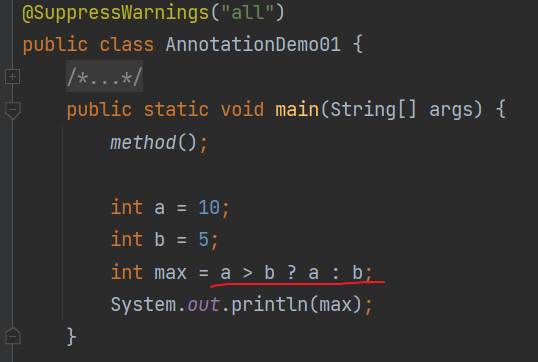 @SuppressWarnings("all")
public class AnnotationDemo01 {
/*...*/
public static void main(String[] args) {
method();
int a = 10;
int b = 5;
int max = a > b ? a : b;
System.out.println(max);
}